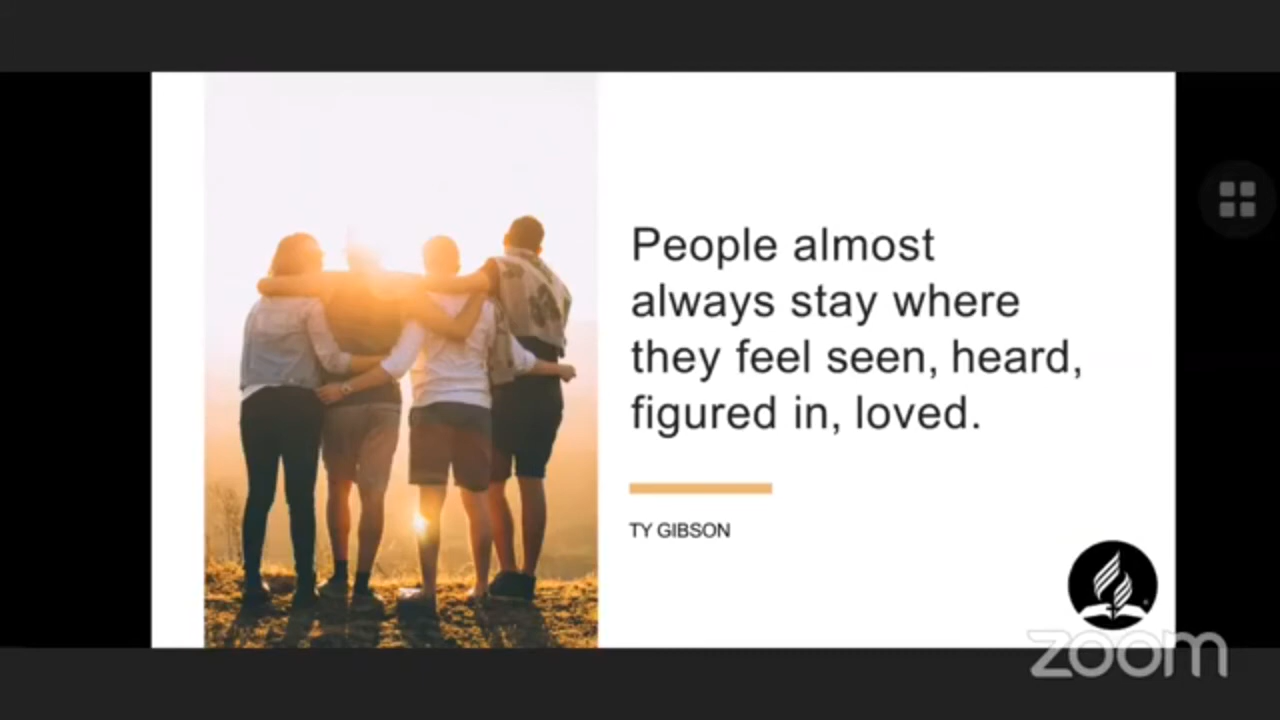 People almost
always stay where
they feel seen, heard,
figured in, loved.
TY GIBSON
zoom